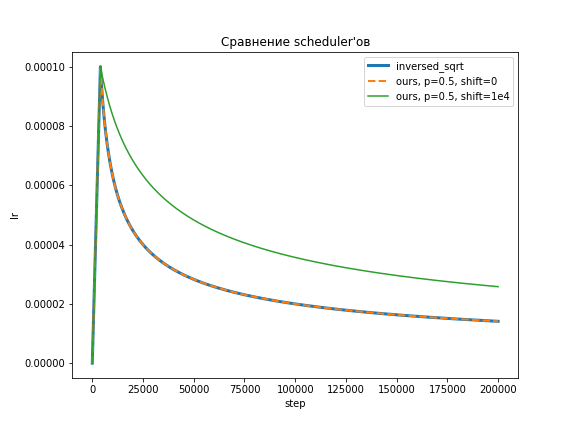 Сравнение scheduler'ов
inversed_sqrt
ours, p=0.5, shift=0
ours, p=0.5, shift=1e4
0.00010
0.00008
0.00006
0.00004
0.00002
0.00000
lr
0 25000 50000 75000 100000 125000 150000 175000 200000
step